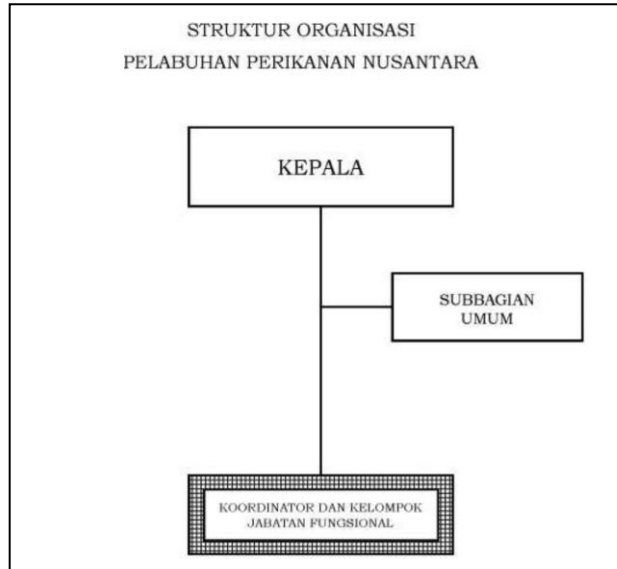 STRUKTUR ORGANISASI
PELABUHAN PERIKANAN NUSANTARA
KEPALA
SUBBAGIAN
UMUM
KOORDINATOR DAN KELOMPOK
JABATAN FUNGSIONAL